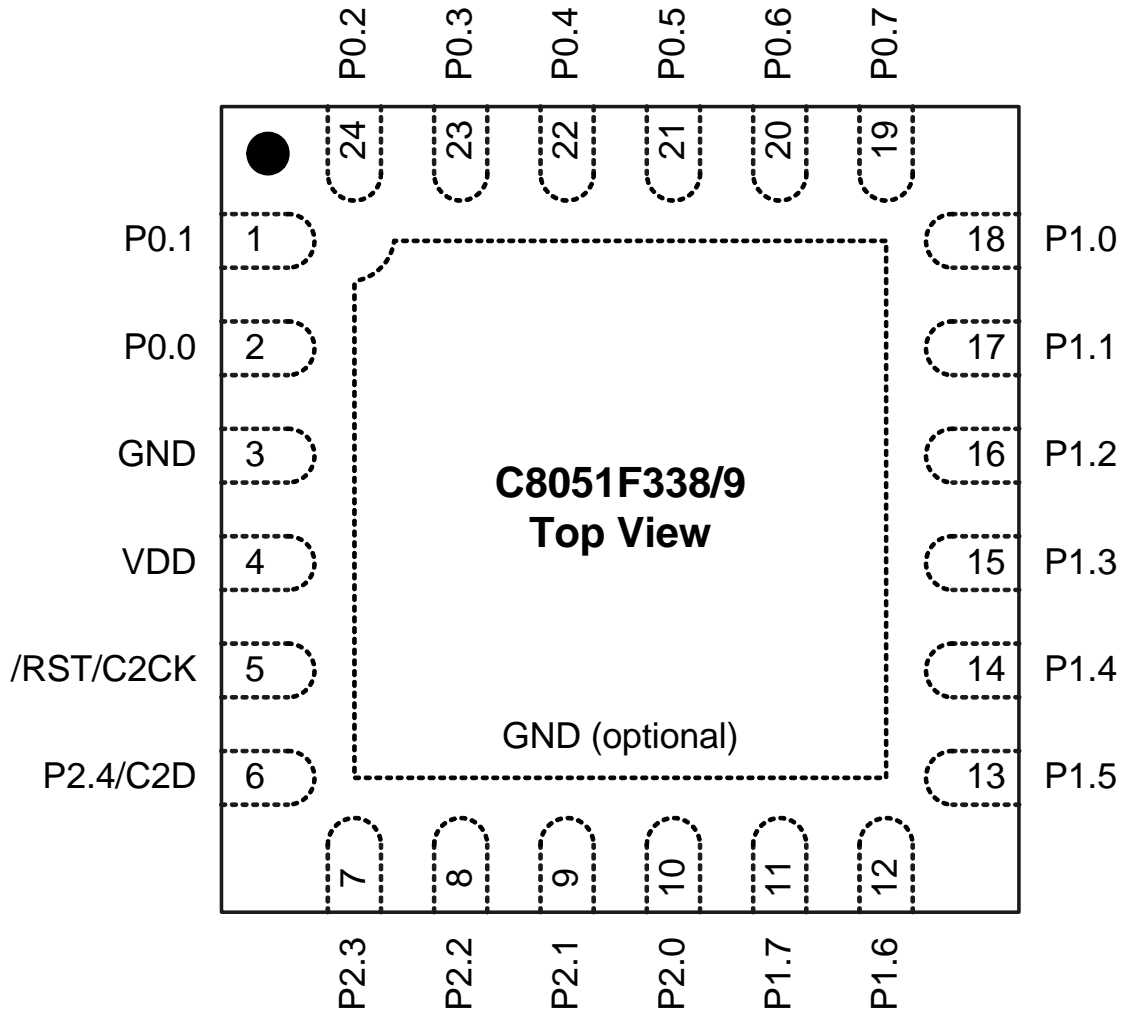 P0.2
P0.3
P0.4
P0.5
P0.6
P0.7
24
23
22
21
20
19
P0.1 1
18 P1.0
P0.0 2
17 P1.1
GND 3
16 P1.2
C8051F338/9
Top View
VDD 4
15 P1.3
/RST/C2CK 5
14 P1.4
GND (optional)
P2.4/C2D 6
13 P1.5
7
8
9
10
11
12
P2.3
P2.2
P2.1
P2.0
P1.7
P1.6